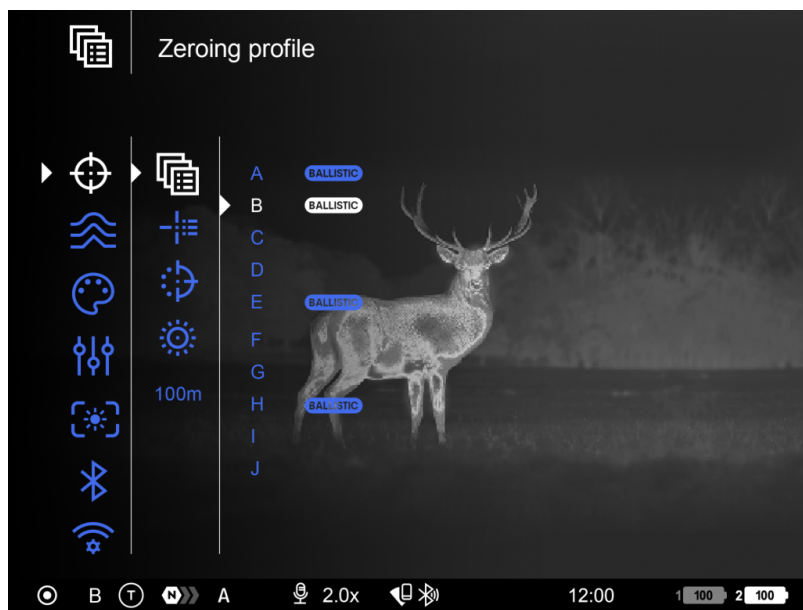 Zeroing profile
A BALLISTIC
B BALLISTIC
C
D
E BALLISTIC
F
G
H BALLISTIC
I
J
100m
B T N A 2.0x 12:00 1 100 2 100